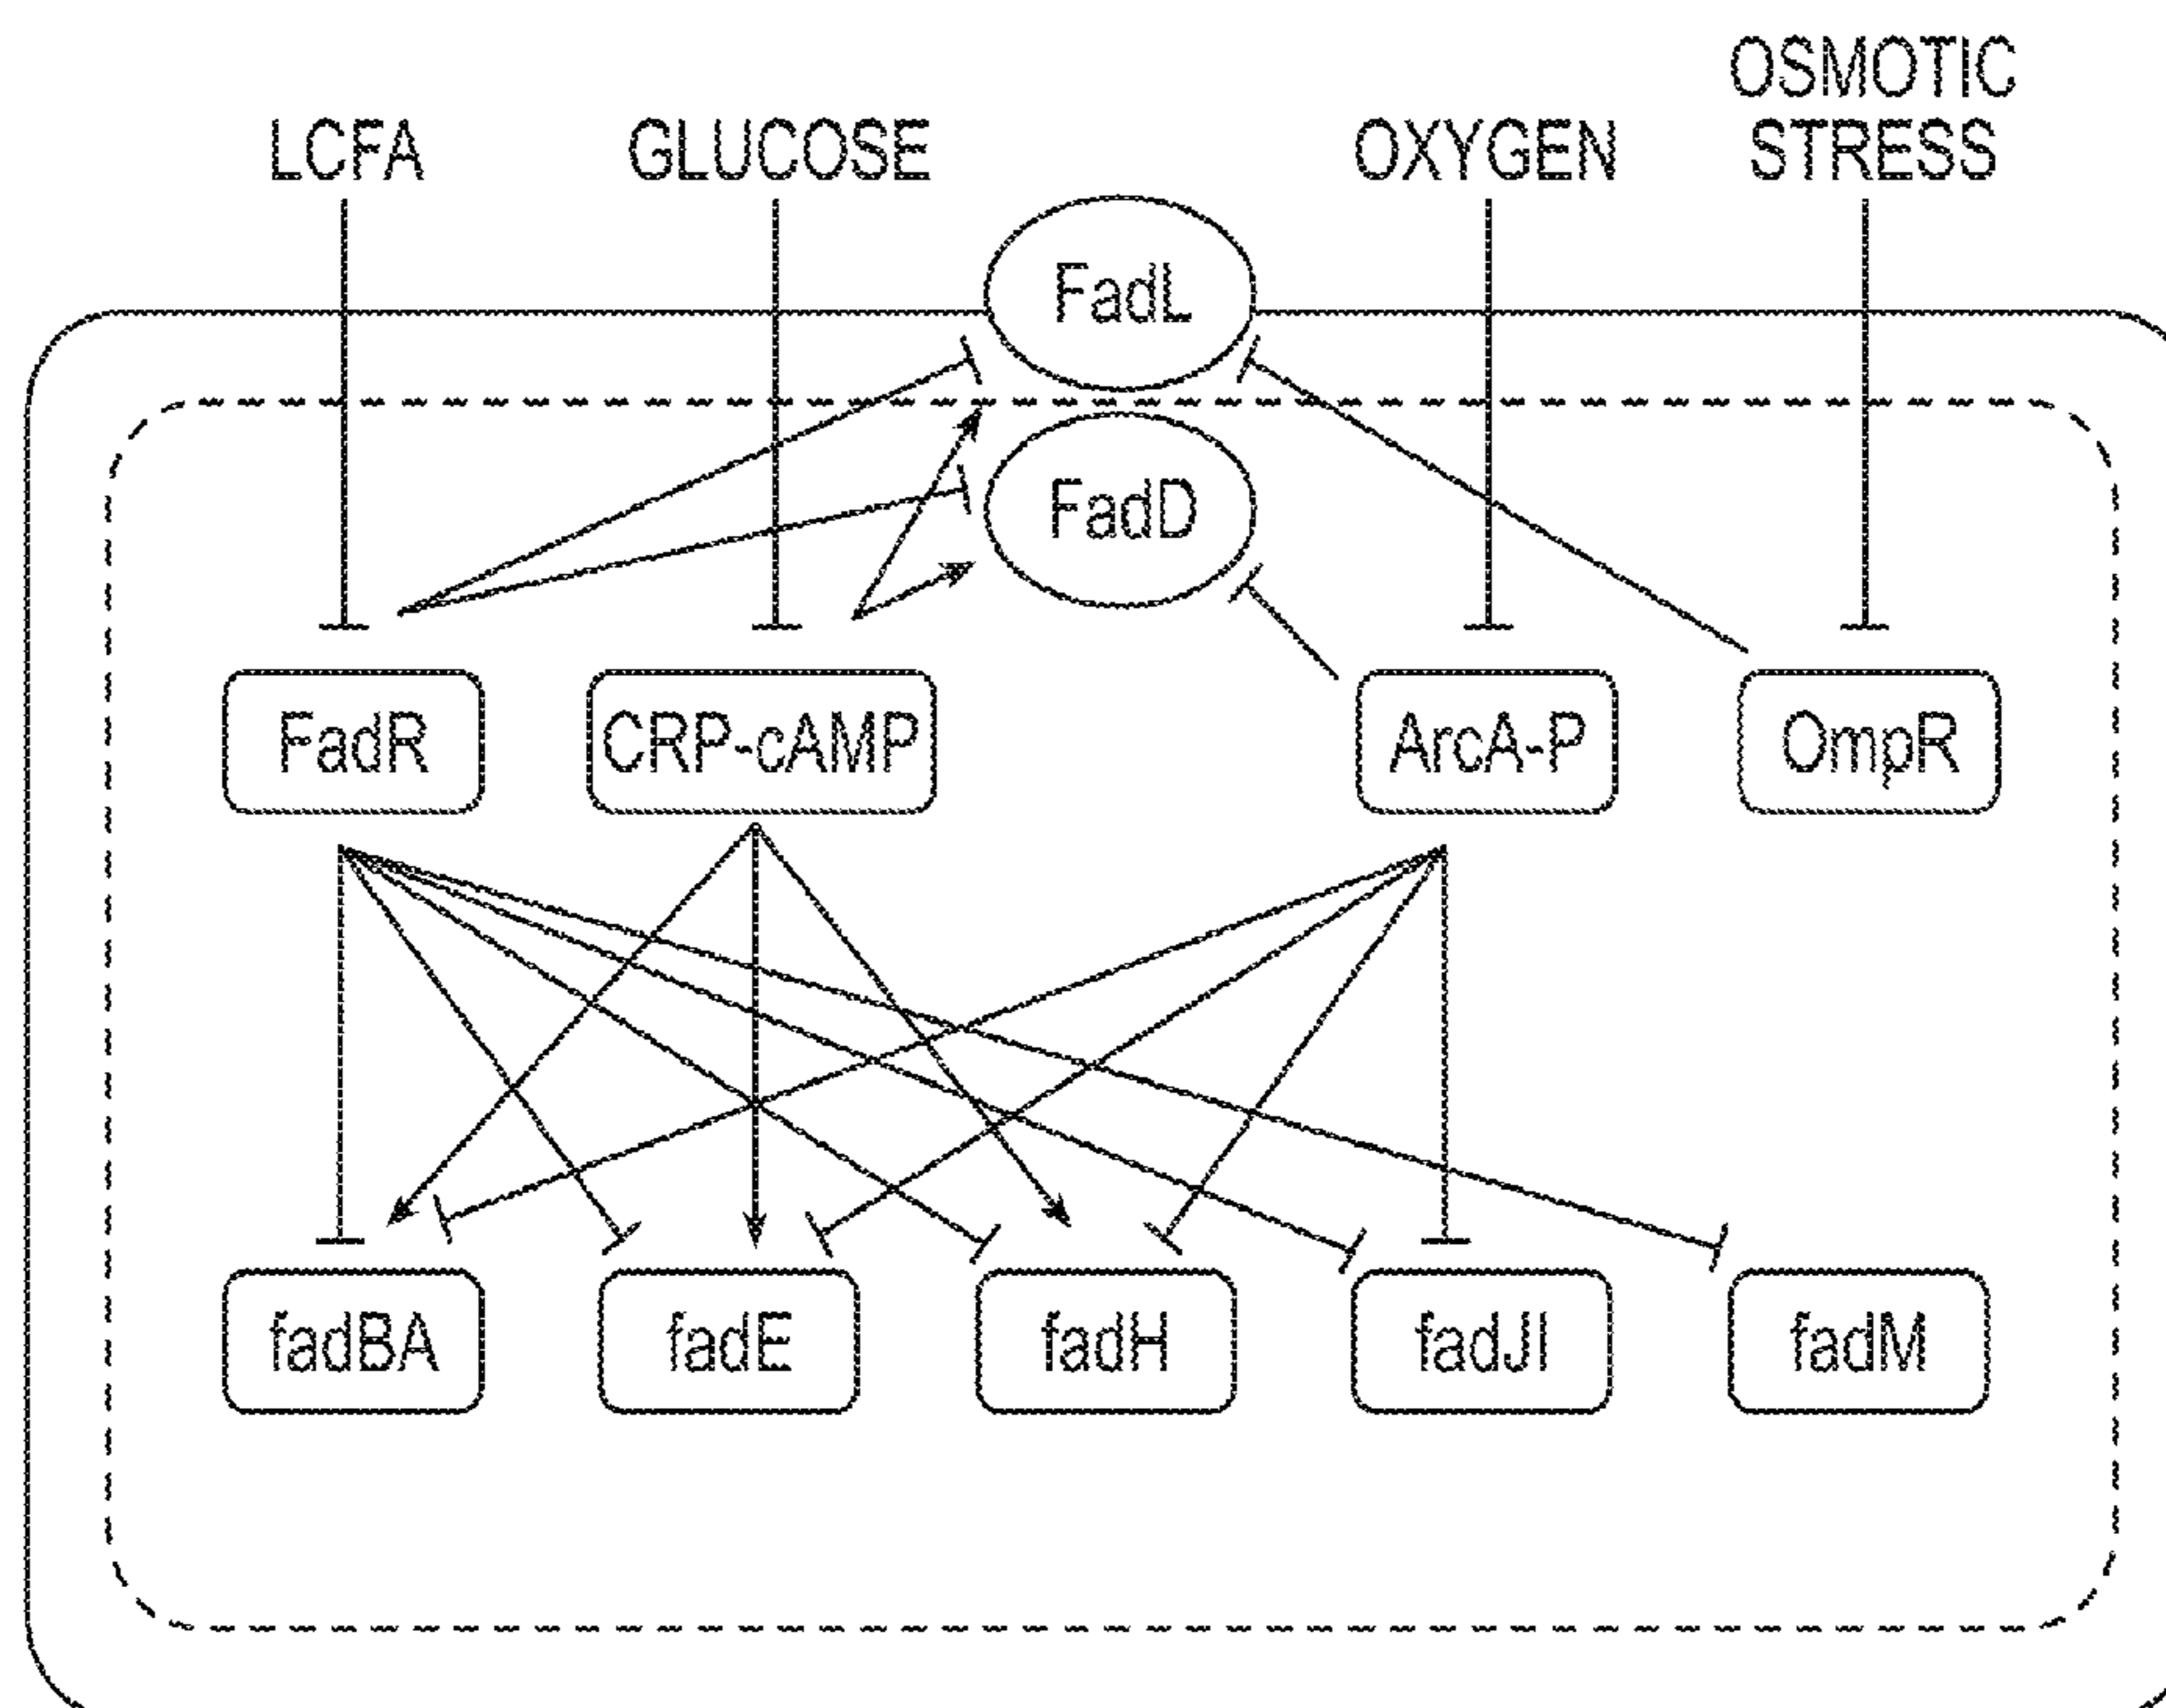 OSMOTIC
LCFA GLUCOSE OXYGEN STRESS
FadL
FadD
FadR CRP-cAMP ArcA-P OmpR
fadBA fadE fadH fadJI fadM